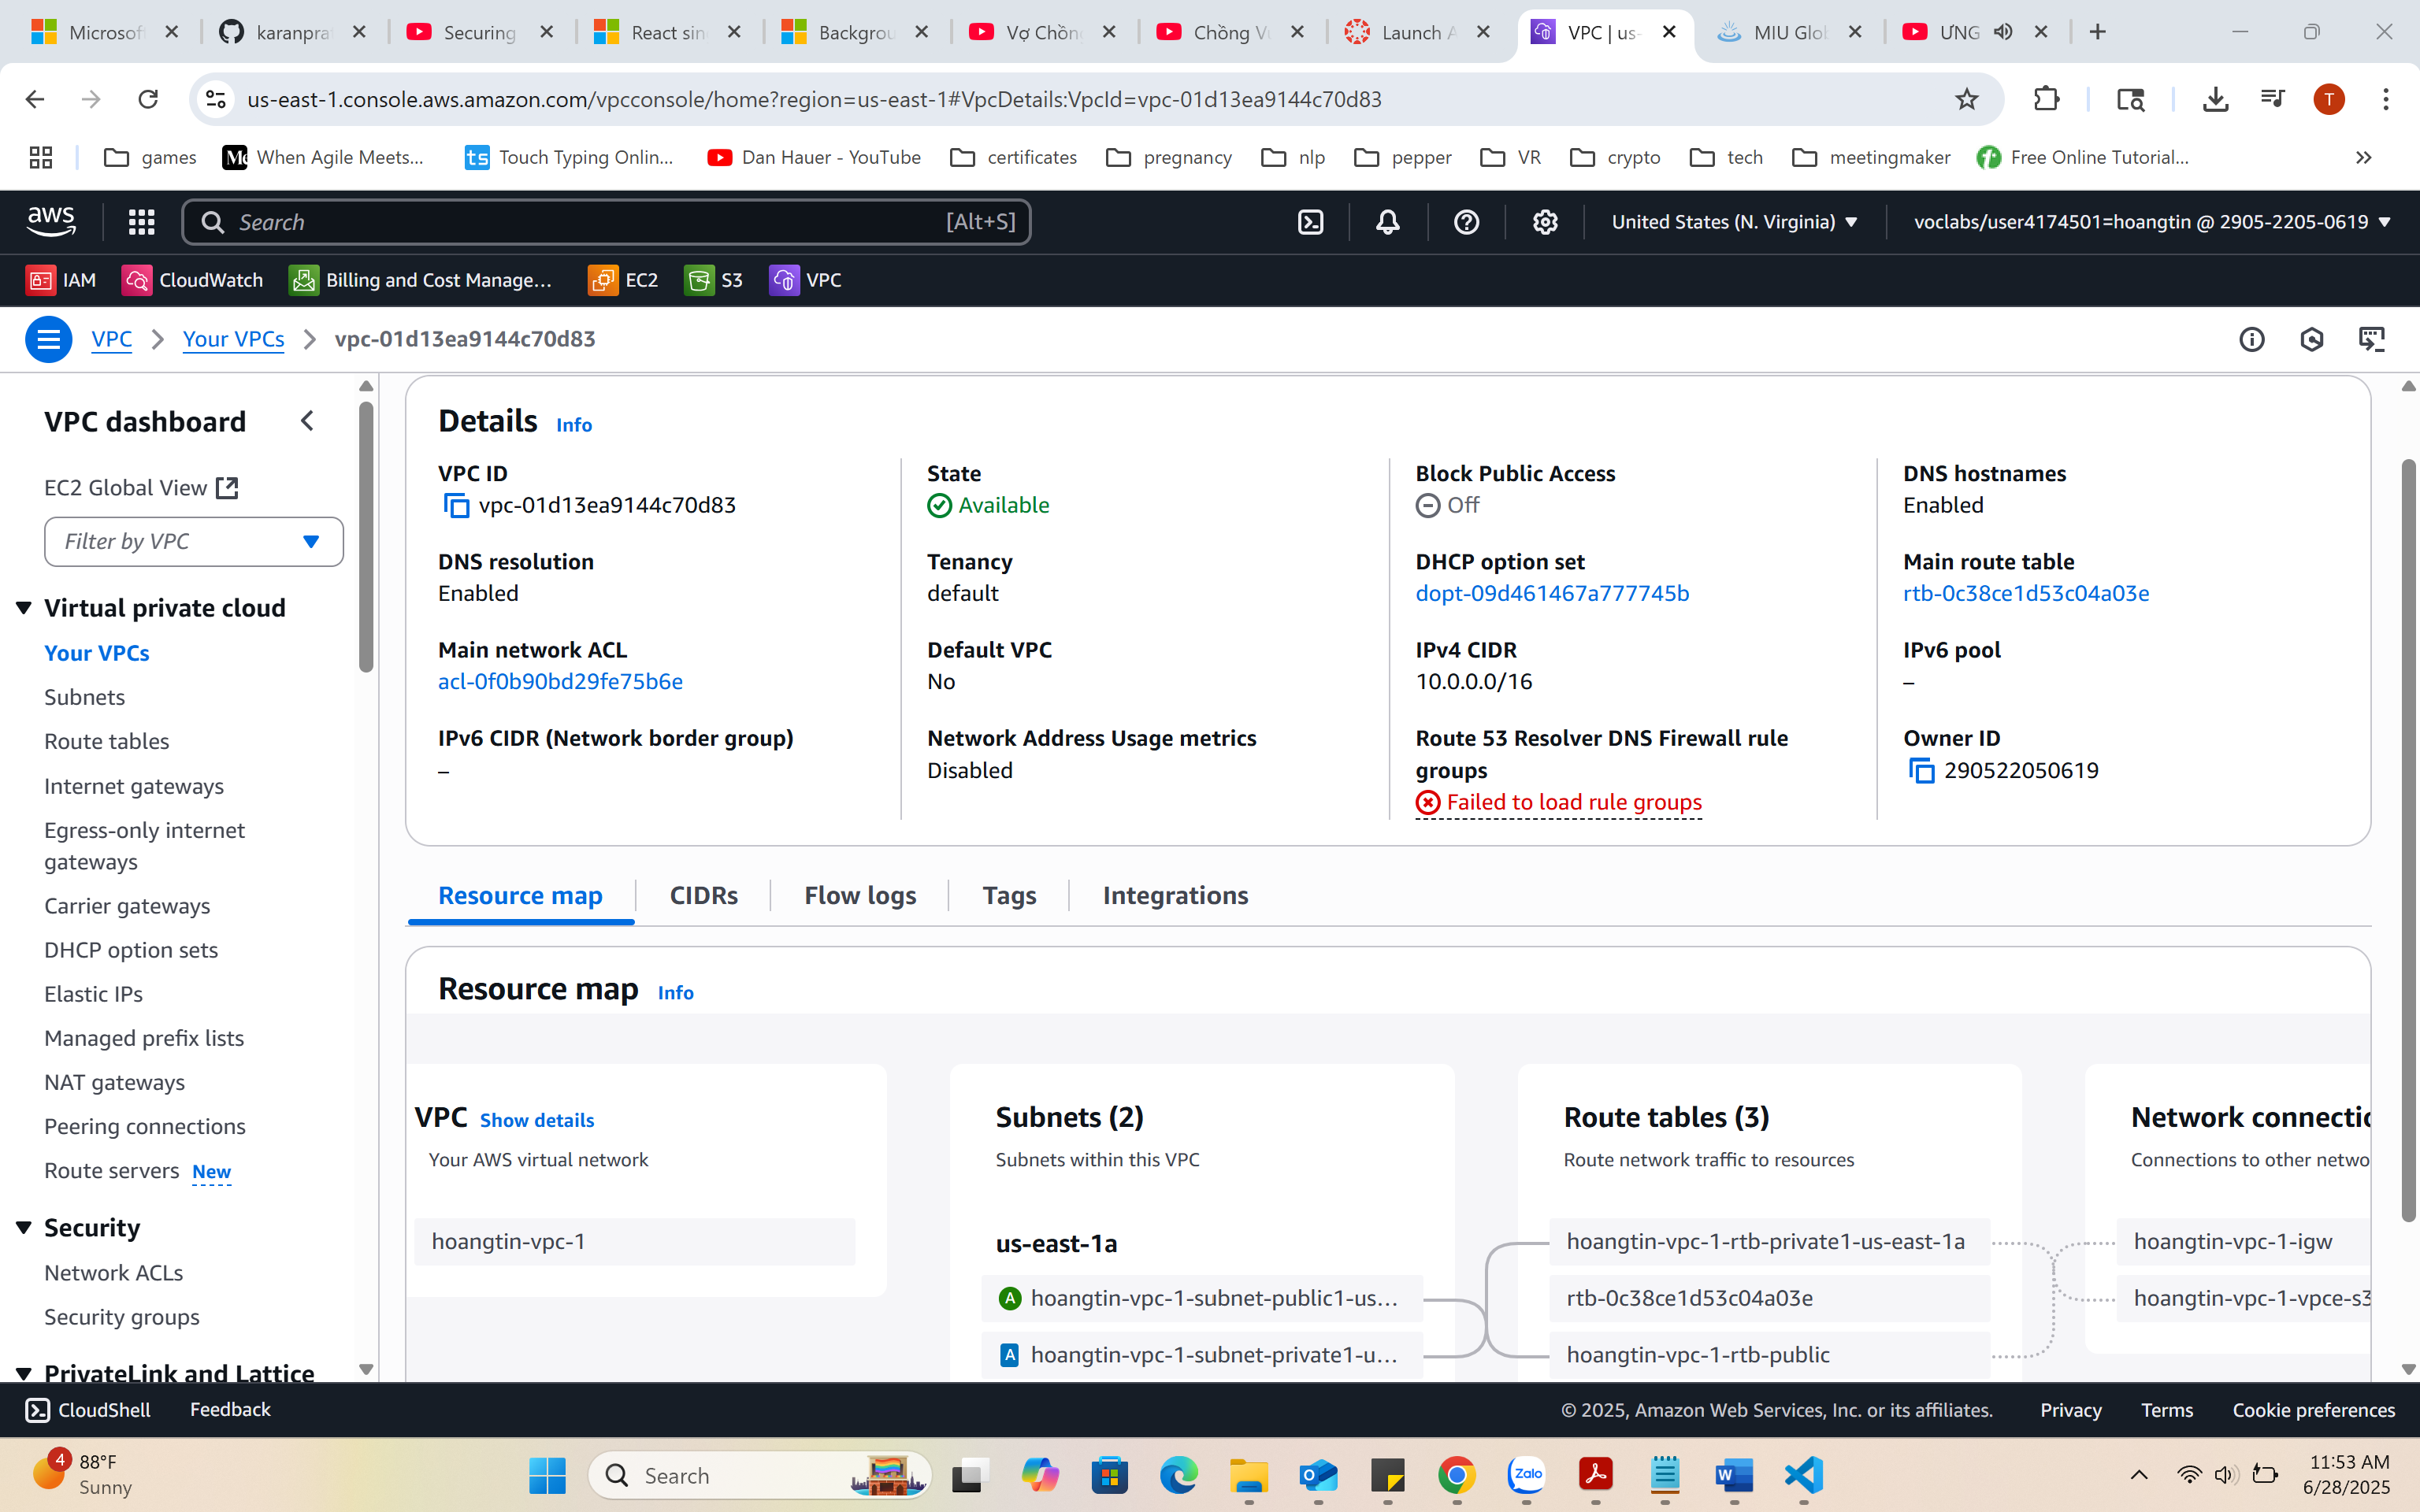 Microsof
karanpra
Securing
React sin
Backgrou
Vợ Chồng
Chồng V
Launch A
VPC | us-
MIU Glo
ƯNG
us-east-1.console.aws.amazon.com/vpcconsole/home?region=us-east-1#VpcDetails:VpcId=vpc-01d13ea9144c70d83
T
games
When Agile Meets...
ts
Touch Typing Onlin...
Dan Hauer - YouTube
certificates
pregnancy
nlp
pepper
VR
crypto
tech
meetingmaker
Free Online Tutorial...
aws
Search
[Alt+S]
United States (N. Virginia)
voclabs/user4174501=hoangtin @ 2905-2205-0619
IAM
CloudWatch
Billing and Cost Manage...
EC2
S3
VPC
VPC
Your VPCs
vpc-01d13ea9144c70d83
VPC dashboard
EC2 Global View
Filter by VPC
Virtual private cloud
Your VPCs
Subnets
Route tables
Internet gateways
Egress-only internet
gateways
Carrier gateways
DHCP option sets
Elastic IPs
Managed prefix lists
NAT gateways
Peering connections
Route servers New
Security
Network ACLs
Security groups
PrivateLink and Lattice
Details Info
VPC ID
vpc-01d13ea9144c70d83
State
Available
Block Public Access
Off
DNS hostnames
Enabled
DNS resolution
Enabled
Tenancy
default
DHCP option set
dopt-09d461467a777745b
Main route table
rtb-0c38ce1d53c04a03e
Main network ACL
acl-0f0b90bd29fe75b6e
Default VPC
No
IPv4 CIDR
10.0.0.0/16
IPv6 pool
–
IPv6 CIDR (Network border group)
–
Network Address Usage metrics
Disabled
Route 53 Resolver DNS Firewall rule
groups
Failed to load rule groups
Owner ID
290522050619
Resource map
CIDRs
Flow logs
Tags
Integrations
Resource map Info
VPC Show details
Your AWS virtual network
hoangtin-vpc-1
Subnets (2)
Subnets within this VPC
us-east-1a
A hoangtin-vpc-1-subnet-public1-us...
A hoangtin-vpc-1-subnet-private1-u...
Route tables (3)
Route network traffic to resources
hoangtin-vpc-1-rtb-private1-us-east-1a
rtb-0c38ce1d53c04a03e
hoangtin-vpc-1-rtb-public
Network connectio
Connections to other netwo
hoangtin-vpc-1-igw
hoangtin-vpc-1-vpce-s3
CloudShell
Feedback
© 2025, Amazon Web Services, Inc. or its affiliates.
Privacy
Terms
Cookie preferences
4
88°F
Sunny
Search
Zalo
11:53 AM
6/28/2025